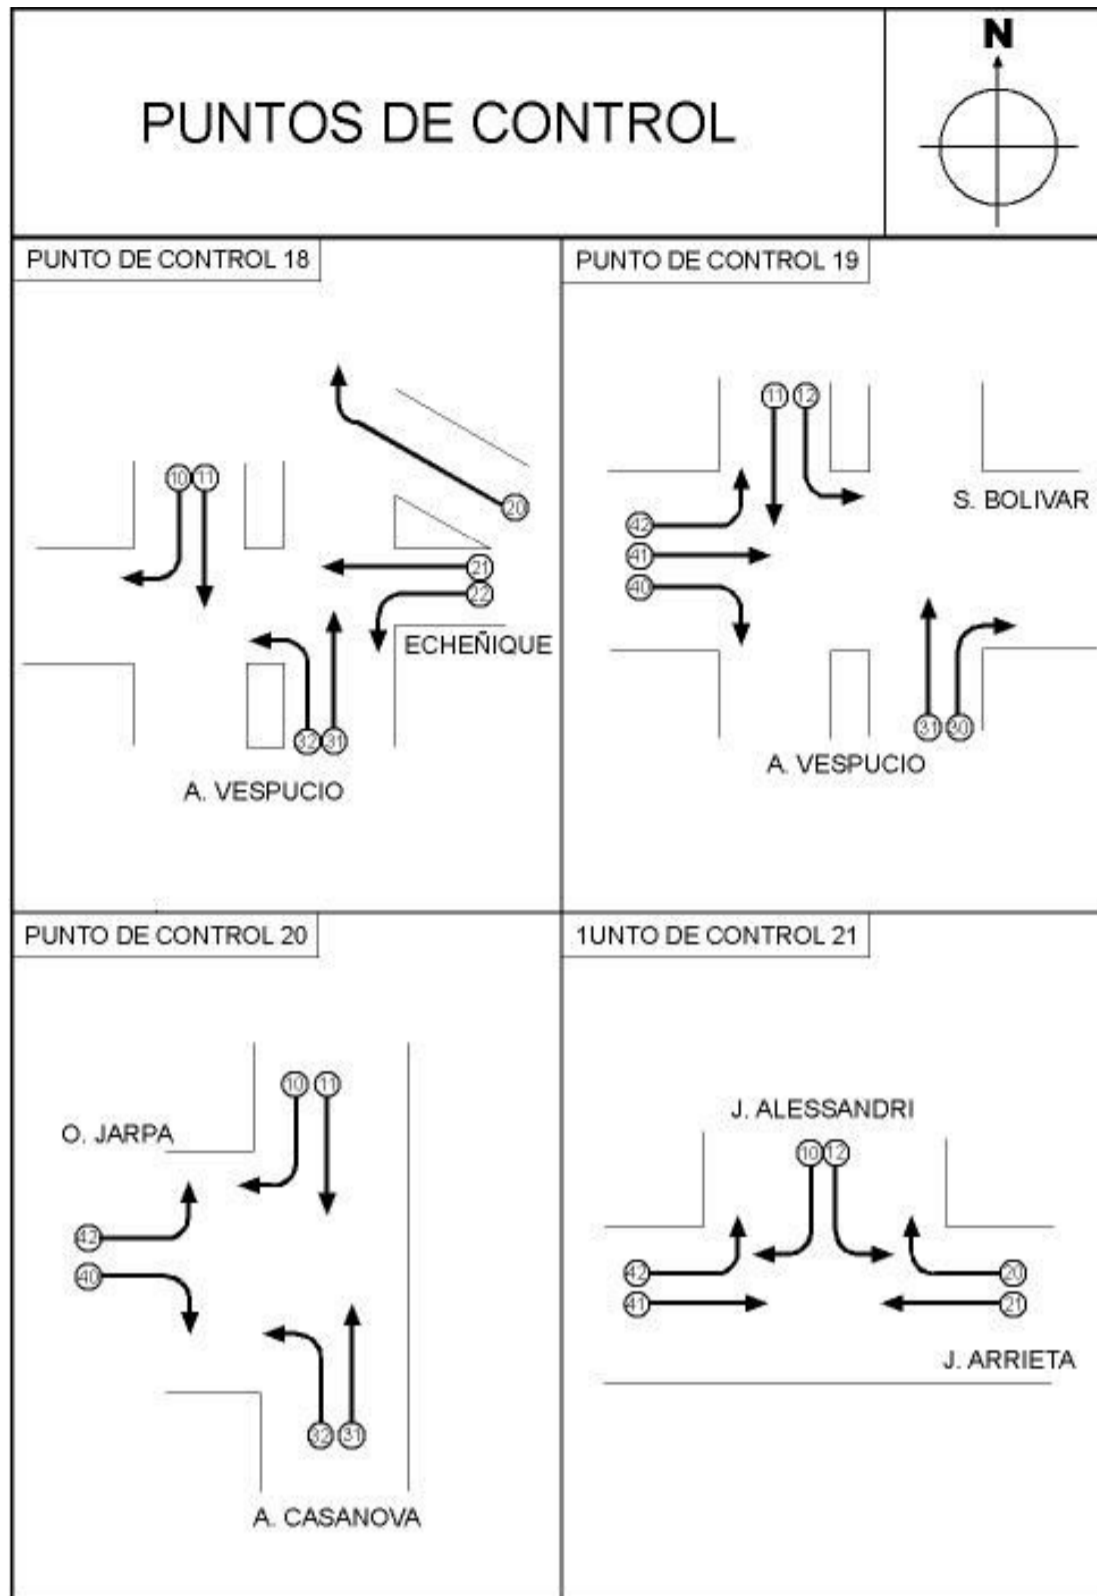 PUNTOS DE CONTROL
N
PUNTO DE CONTROL 18
10 11
20
21
22
ECHEÑIQUE
32 31
A. VESPUCIO
PUNTO DE CONTROL 19
11 12
S. BOLIVAR
42
41
40
31 30
A. VESPUCIO
PUNTO DE CONTROL 20
10 11
O. JARPA
42
40
32 31
A. CASANOVA
1UNTO DE CONTROL 21
J. ALESSANDRI
10 12
42
41
20
21
J. ARRIETA